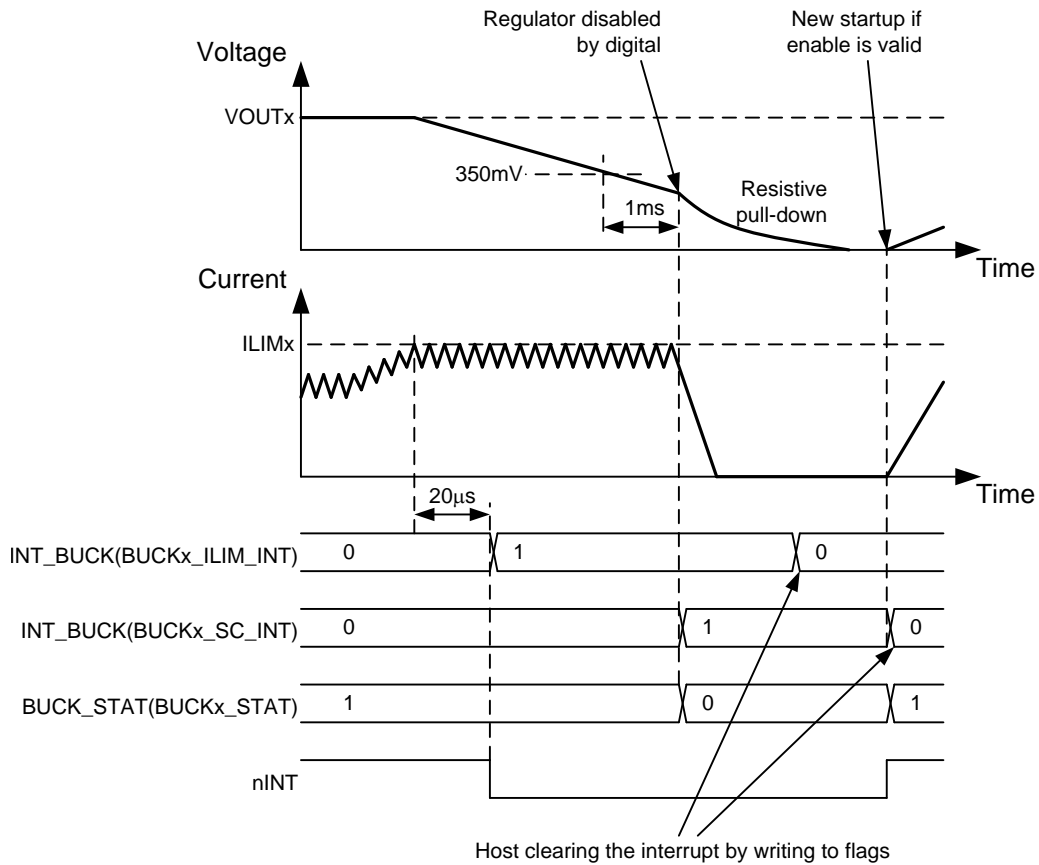 Regulator disabled
by digital
New startup if
enable is valid
Voltage
VOUTx
350mV
1ms
Resistive
pull-down
Time
Current
ILIMx
Time
20μs
INT_BUCK(BUCKx_ILIM_INT)
0
1
0
INT_BUCK(BUCKx_SC_INT)
0
1
0
BUCK_STAT(BUCKx_STAT)
1
0
1
nINT
Host clearing the interrupt by writing to flags